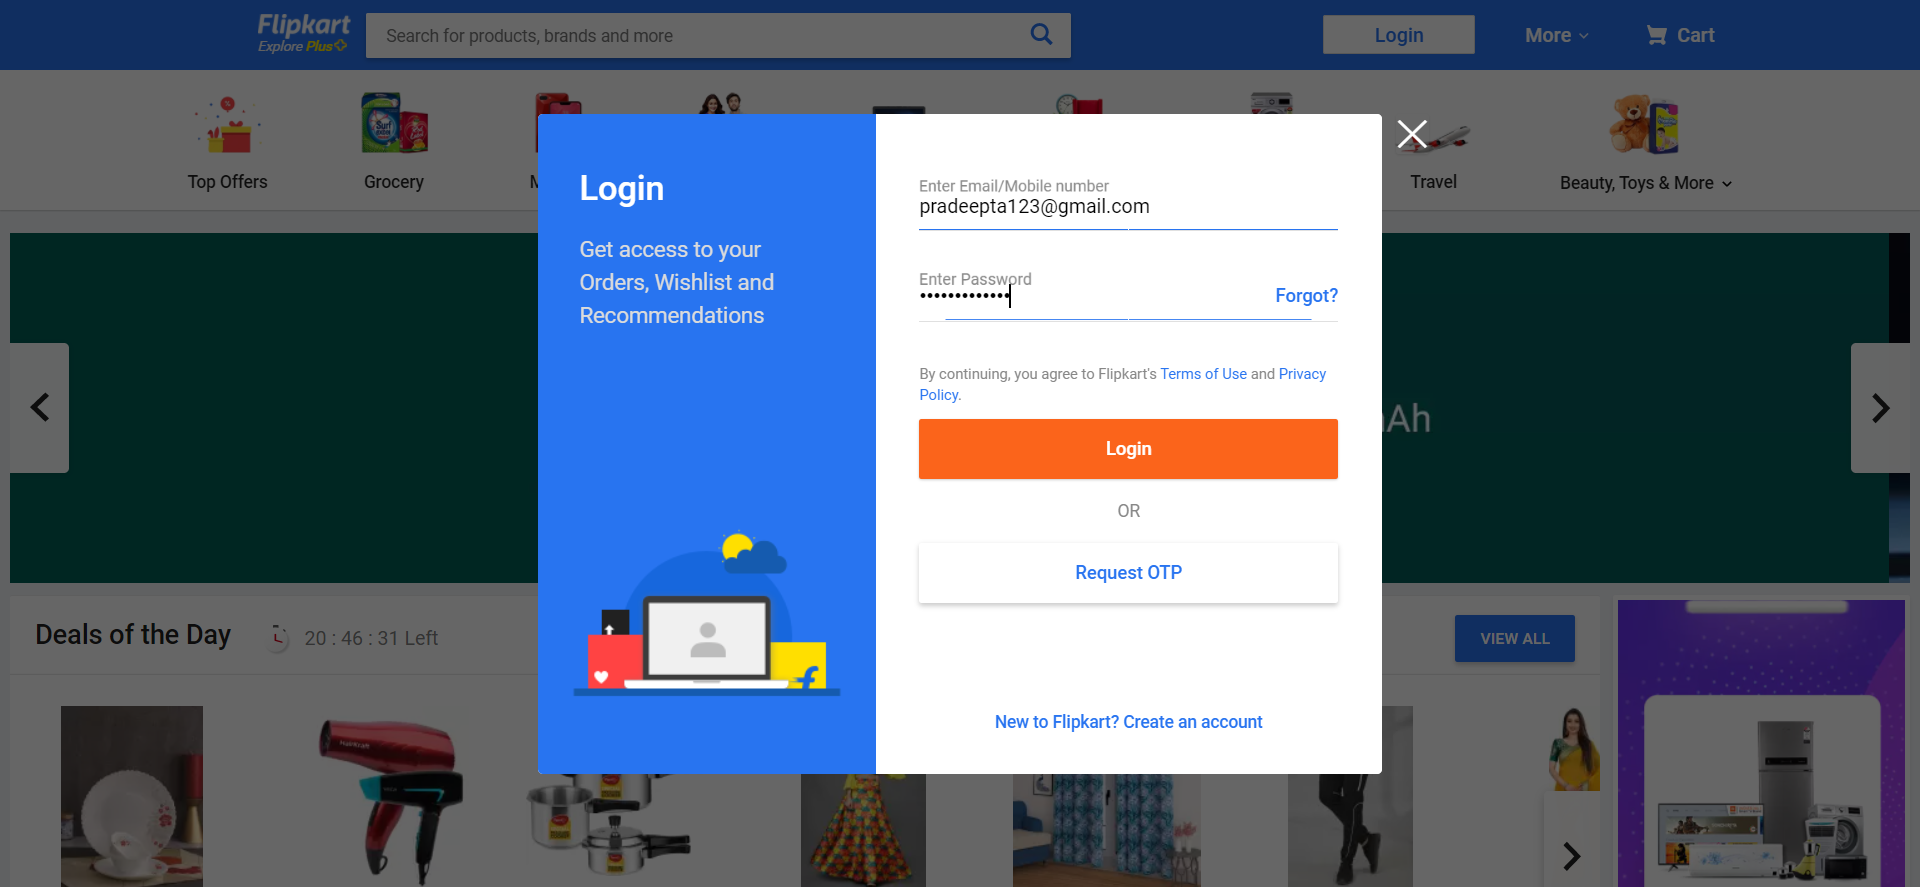 Flipkart
Explore Plus
Search for products, brands and more
Login
More
Cart
Top Offers
Grocery
M
Travel
Beauty, Toys & More
Login
Get access to your
Orders, Wishlist and
Recommendations
Enter Email/Mobile number
pradeepta123@gmail.com
Enter Password
•••••••••••••
Forgot?
By continuing, you agree to Flipkart's Terms of Use and Privacy
Policy.
Login
OR
Request OTP
New to Flipkart? Create an account
Ah
Deals of the Day
20 : 46 : 31 Left
VIEW ALL
Surf